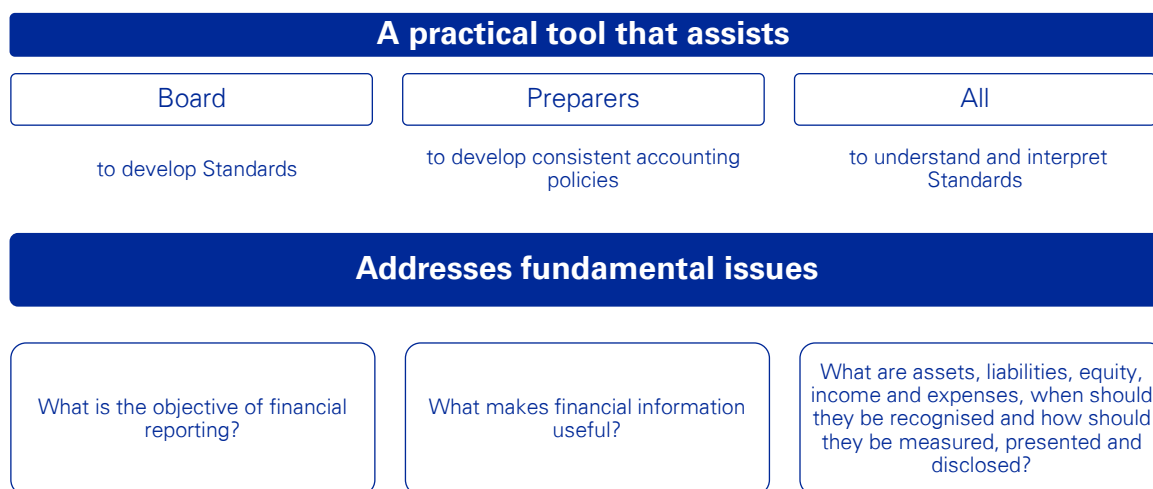 A practical tool that assists
Board
Preparers
All
to develop Standards
to develop consistent accounting
policies
to understand and interpret
Standards
Addresses fundamental issues
What is the objective of financial
reporting?
What makes financial information
useful?
What are assets, liabilities, equity,
income and expenses, when should
they be recognised and how should
they be measured, presented and
disclosed?